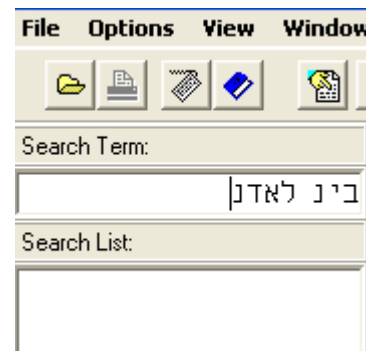 File Options View Window
Search Term:
בינ לאדנ
Search List: